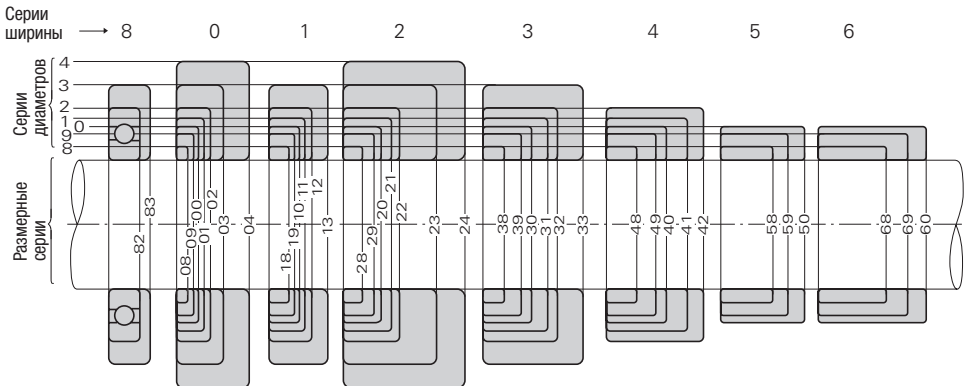 Серии
ширины → 8 0 1 2 3 4 5 6
Серии диаметров
4
3
2
1
0
9
8
Размерные серии
82 83
08 09 00 01 02 03 04
18 19 10 11 12 13
28 29 20 21 22 23 24
38 39 30 31 32 33
48 49 40 41 42
58 59 50
68 69 60